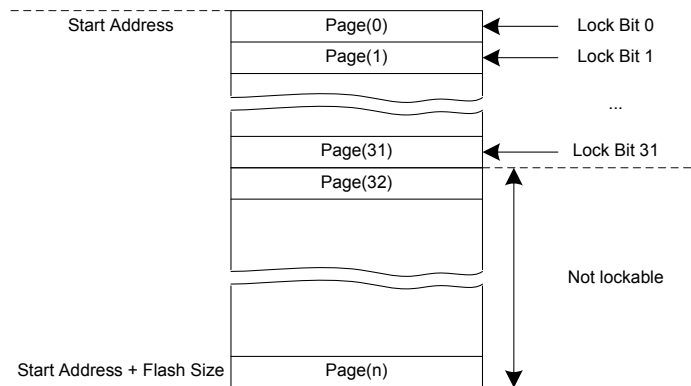 Start Address
Page(0)
Lock Bit 0
Page(1)
Lock Bit 1
...
Page(31)
Lock Bit 31
Page(32)
Not lockable
Start Address + Flash Size
Page(n)